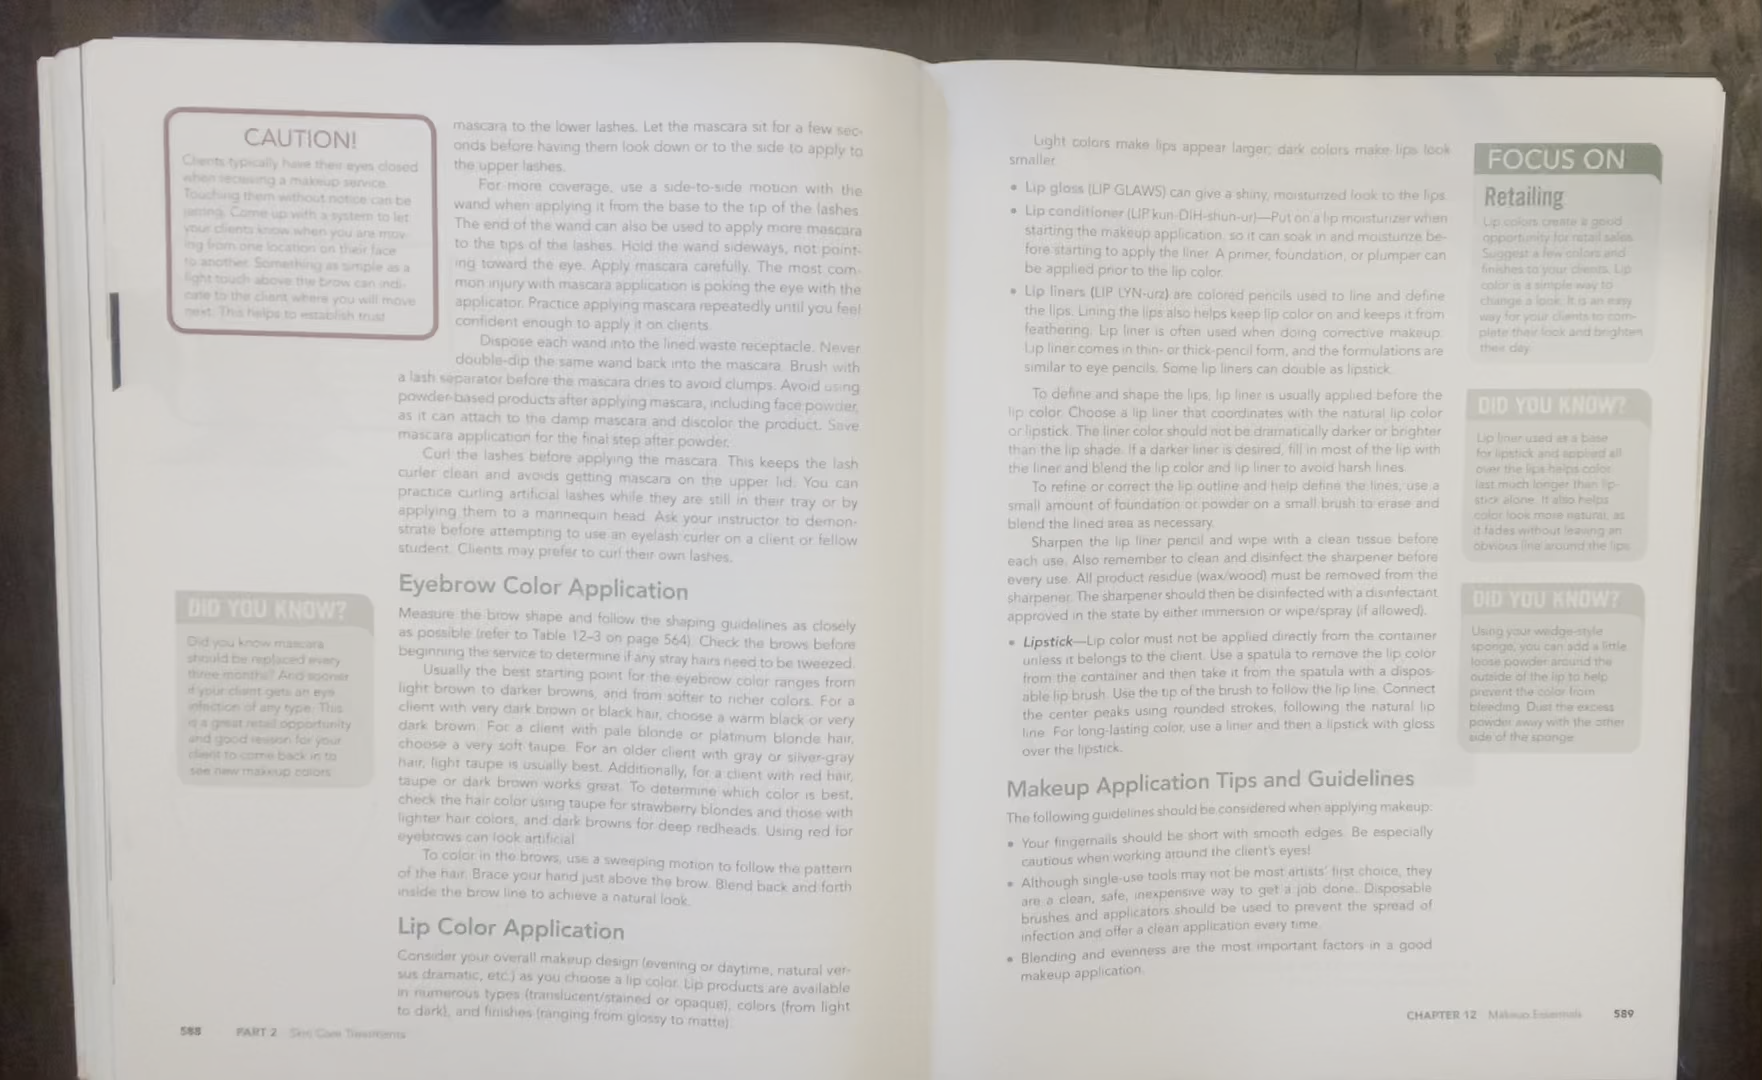 CAUTION!
Clients typically have their eyes closed
when receiving a makeup service.
Touching them without notice can be
jarring. Come up with a system to let
your clients know when you are mov-
ing from one location on their face
to another. Something as simple as a
light touch above the brow can indi-
cate to the client where you will move
next. This helps to establish trust.
mascara to the lower lashes. Let the mascara sit for a few sec-
onds before having them look down or to the side to apply to
the upper lashes.
For more coverage, use a side-to-side motion with the
wand when applying it from the base to the tip of the lashes.
The end of the wand can also be used to apply more mascara
to the tips of the lashes. Hold the wand sideways, not point-
ing toward the eye. Apply mascara carefully. The most com-
mon injury with mascara application is poking the eye with the
applicator. Practice applying mascara repeatedly until you feel
confident enough to apply it on clients.
Dispose each wand into the lined waste receptacle. Never
double-dip the same wand back into the mascara. Brush with
a lash separator before the mascara dries to avoid clumps. Avoid using
powder-based products after applying mascara, including face powder,
as it can attach to the damp mascara and discolor the product. Save
mascara application for the final step after powder.
Curl the lashes before applying the mascara. This keeps the lash
curler clean and avoids getting mascara on the upper lid. You can
practice curling artificial lashes while they are still in their tray or by
applying them to a mannequin head. Ask your instructor to demon-
strate before attempting to use an eyelash curler on a client or fellow
student. Clients may prefer to curl their own lashes.
Eyebrow Color Application
Measure the brow shape and follow the shaping guidelines as closely
as possible (refer to Table 12–3 on page 564). Check the brows before
beginning the service to determine if any stray hairs need to be tweezed.
Usually the best starting point for the eyebrow color ranges from
light brown to darker browns, and from softer to richer colors. For a
client with very dark brown or black hair, choose a warm black or very
dark brown. For a client with pale blonde or platinum blonde hair,
choose a very soft taupe. For an older client with gray or silver-gray
hair, light taupe is usually best. Additionally, for a client with red hair,
taupe or dark brown works great. To determine which color is best,
check the hair color using taupe for strawberry blondes and those with
lighter hair colors, and dark browns for deep redheads. Using red for
eyebrows can look artificial.
To color in the brows, use a sweeping motion to follow the pattern
of the hair. Brace your hand just above the brow. Blend back and forth
inside the brow line to achieve a natural look.
DID YOU KNOW?
Did you know mascara
should be replaced every
three months? And sooner
if your client gets an eye
infection of any type. This
is a great retail opportunity
and good reason for your
client to come back in to
see new makeup colors.
Lip Color Application
Consider your overall makeup design (evening or daytime, natural ver-
sus dramatic, etc.) as you choose a lip color. Lip products are available
in numerous types (translucent/stained or opaque), colors (from light
to dark), and finishes (ranging from glossy to matte).
588 PART 2 Skin Care Treatments
Light colors make lips appear larger; dark colors make lips look
smaller.
• Lip gloss (LIP GLAWS) can give a shiny, moisturized look to the lips.
• Lip conditioner (LIP kun-DIH-shun-ur)—Put on a lip moisturizer when
starting the makeup application, so it can soak in and moisturize be-
fore starting to apply the liner. A primer, foundation, or plumper can
be applied prior to the lip color.
• Lip liners (LIP LYN-urz) are colored pencils used to line and define
the lips. Lining the lips also helps keep lip color on and keeps it from
feathering. Lip liner is often used when doing corrective makeup.
Lip liner comes in thin- or thick-pencil form, and the formulations are
similar to eye pencils. Some lip liners can double as lipstick.
To define and shape the lips, lip liner is usually applied before the
lip color. Choose a lip liner that coordinates with the natural lip color
or lipstick. The liner color should not be dramatically darker or brighter
than the lip shade. If a darker liner is desired, fill in most of the lip with
the liner and blend the lip color and lip liner to avoid harsh lines.
To refine or correct the lip outline and help define the lines, use a
small amount of foundation or powder on a small brush to erase and
blend the lined area as necessary.
Sharpen the lip liner pencil and wipe with a clean tissue before
each use. Also remember to clean and disinfect the sharpener before
every use. All product residue (wax/wood) must be removed from the
sharpener. The sharpener should then be disinfected with a disinfectant
approved in the state by either immersion or wipe/spray (if allowed).
• Lipstick—Lip color must not be applied directly from the container
unless it belongs to the client. Use a spatula to remove the lip color
from the container and then take it from the spatula with a dispos-
able lip brush. Use the tip of the brush to follow the lip line. Connect
the center peaks using rounded strokes, following the natural lip
line. For long-lasting color, use a liner and then a lipstick with gloss
over the lipstick.
Makeup Application Tips and Guidelines
The following guidelines should be considered when applying makeup:
• Your fingernails should be short with smooth edges. Be especially
cautious when working around the client's eyes!
• Although single-use tools may not be most artists' first choice, they
are a clean, safe, inexpensive way to get a job done. Disposable
brushes and applicators should be used to prevent the spread of
infection and offer a clean application every time.
• Blending and evenness are the most important factors in a good
makeup application.
FOCUS ON
Retailing
Lip colors create a good
opportunity for retail sales.
Suggest a few colors and
finishes to your clients. Lip
color is a simple way to
change a look. It is an easy
way for your clients to com-
plete their look and brighten
their day.
DID YOU KNOW?
Lip liner used as a base
for lipstick and applied all
over the lips helps color
last much longer than lip-
stick alone. It also helps
color look more natural, as
it fades without leaving an
obvious line around the lips.
DID YOU KNOW?
Using your wedge-style
sponge, you can add a little
loose powder around the
outside of the lip to help
prevent the color from
bleeding. Dust the excess
powder away with the other
side of the sponge.
CHAPTER 12 Makeup Essentials 589